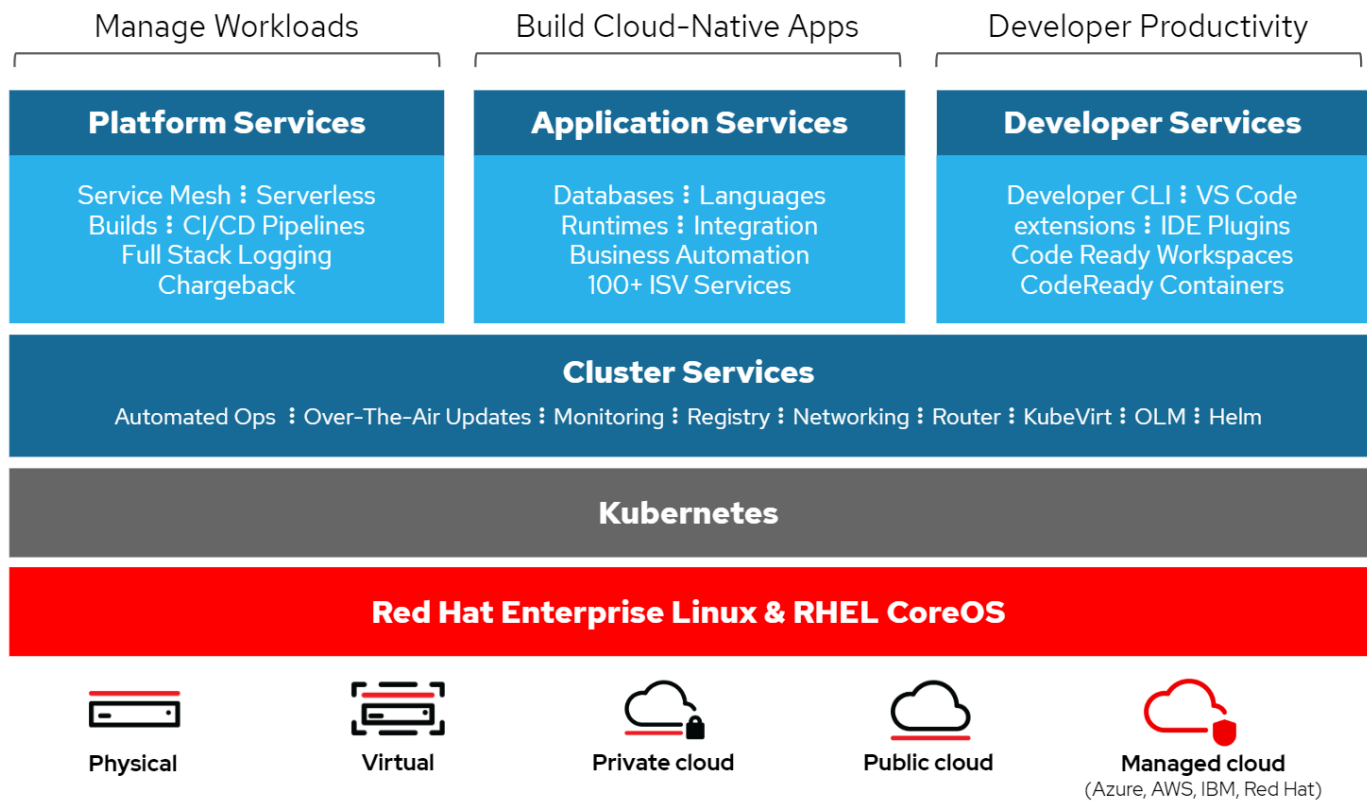 Manage Workloads
Build Cloud-Native Apps
Developer Productivity
Platform Services
Service Mesh ⋮ Serverless
Builds ⋮ CI/CD Pipelines
Full Stack Logging
Chargeback
Application Services
Databases ⋮ Languages
Runtimes ⋮ Integration
Business Automation
100+ ISV Services
Developer Services
Developer CLI ⋮ VS Code
extensions ⋮ IDE Plugins
Code Ready Workspaces
CodeReady Containers
Cluster Services
Automated Ops ⋮ Over-The-Air Updates ⋮ Monitoring ⋮ Registry ⋮ Networking ⋮ Router ⋮ KubeVirt ⋮ OLM ⋮ Helm
Kubernetes
Red Hat Enterprise Linux & RHEL CoreOS
Physical
Virtual
Private cloud
Public cloud
Managed cloud
(Azure, AWS, IBM, Red Hat)